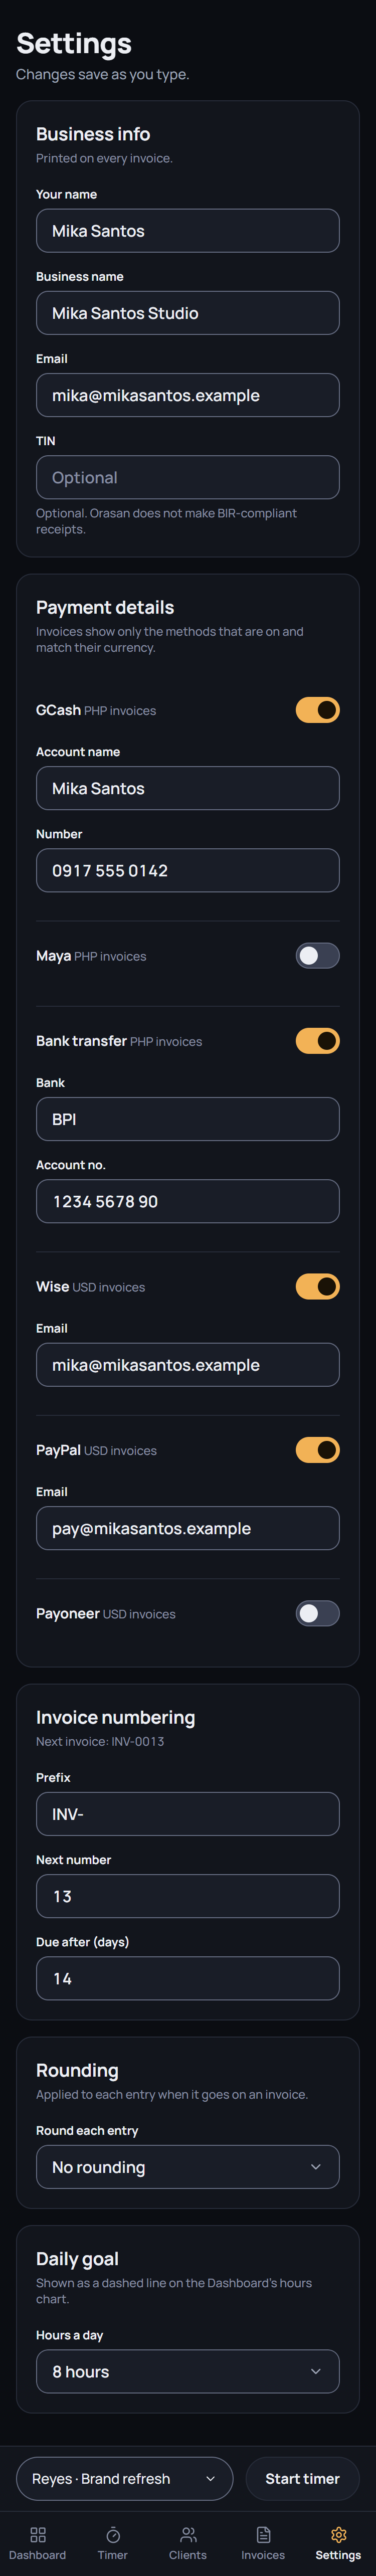 Settings
Changes save as you type.
Business info
Printed on every invoice.
Your name
Mika Santos
Business name
Mika Santos Studio
Email
mika@mikasantos.example
TIN
Optional
Optional. Orasan does not make BIR-compliant
receipts.
Payment details
Invoices show only the methods that are on and
match their currency.
GCash PHP invoices
Account name
Mika Santos
Number
0917 555 0142
Maya PHP invoices
Bank transfer PHP invoices
Bank
BPI
Account no.
1234 5678 90
Wise USD invoices
Email
mika@mikasantos.example
PayPal USD invoices
Email
pay@mikasantos.example
Payoneer USD invoices
Invoice numbering
Next invoice: INV-0013
Prefix
INV-
Next number
13
Due after (days)
14
Rounding
Applied to each entry when it goes on an invoice.
Round each entry
No rounding
Daily goal
Shown as a dashed line on the Dashboard's hours
chart.
Hours a day
8 hours
Reyes · Brand refresh
Start timer
Dashboard
Timer
Clients
Invoices
Settings